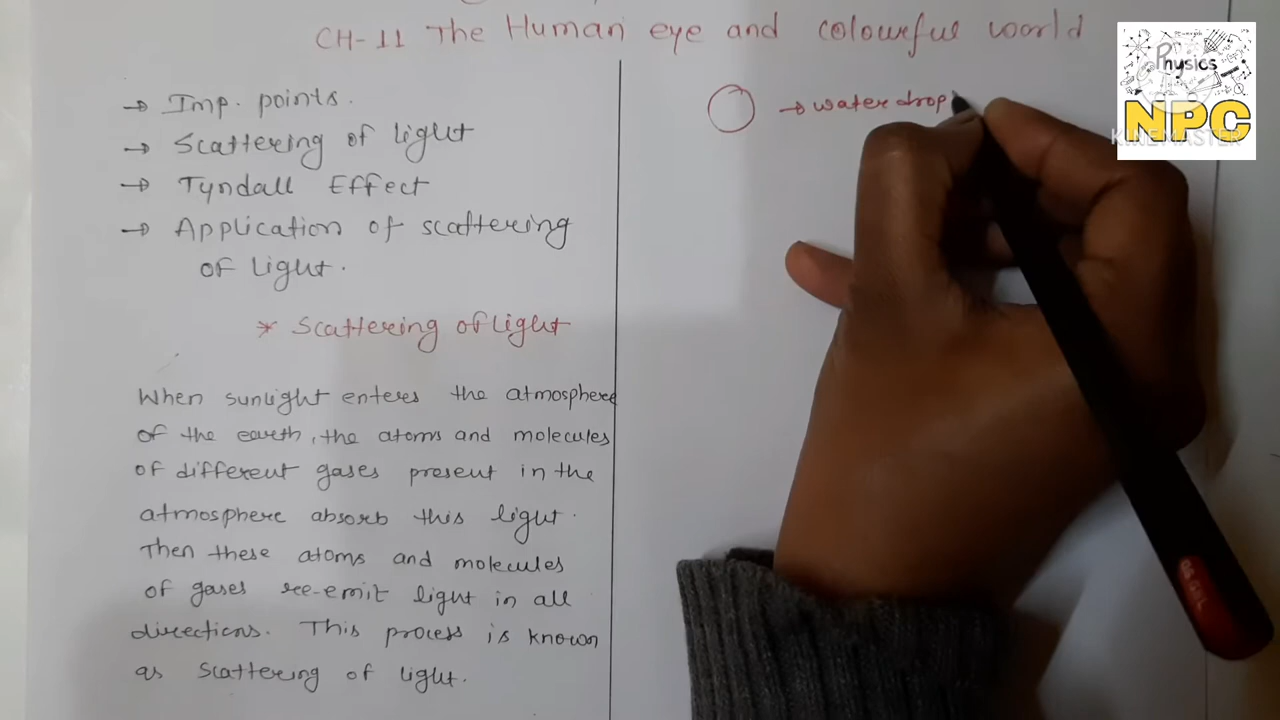 CH-11 The Human eye and colourful world
→ Imp. points.
→ Scattering of light
→ Tyndall Effect
→ Application of scattering
of light.
* Scattering of light
When sunlight enters the atmosphere
of the earth, the atoms and molecules
of different gases present in the
atmosphere absorb this light.
Then these atoms and molecules
of gases re-emit light in all
directions. This process is known
as scattering of light.
→ water drop
Physics
NPC
KINEMASTER